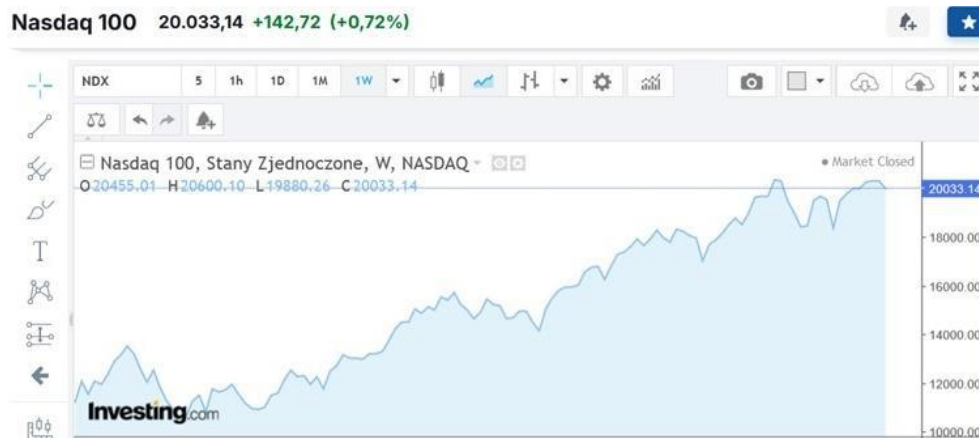 Nasdaq 100 20.033,14 +142,72 (+0,72%)
NDX 5 1h 1D 1M 1W
T
Nasdaq 100, Stany Zjednoczone, W, NASDAQ
Market Closed
O20455.01 H20600.10 L19880.26 C20033.14
20033.14
18000.00
16000.00
14000.00
12000.00
10000.00
Investing.com